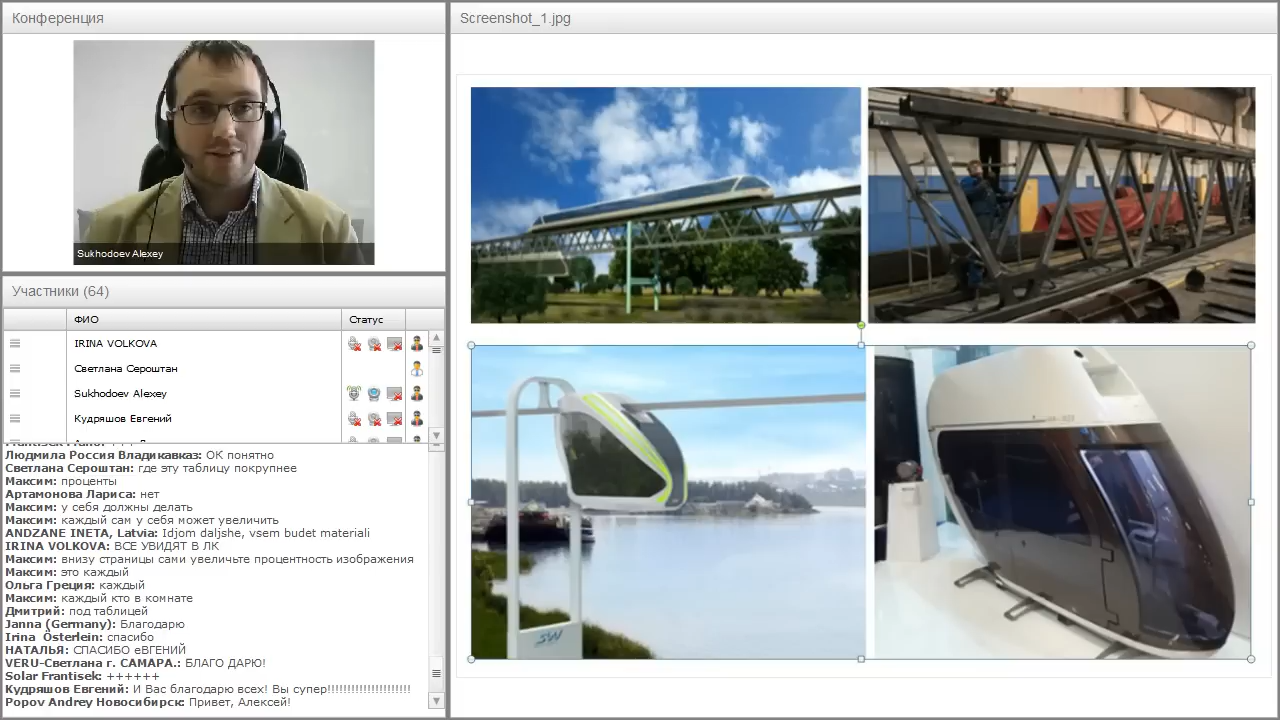 Конференция
Sukhodoev Alexey
Участники (64)
ФИО Статус
IRINA VOLKOVA
Светлана Сероштан
Sukhodoev Alexey
Кудряшов Евгений
Людмила Россия Владикавказ: ОК понятно
Светлана Сероштан: где эту таблицу покрупнее
Максим: проценты
Артамонова Лариса: нет
Максим: у себя должны делать
Максим: каждый сам у себя может увеличить
ANDZANE INETA, Latvia: Idjom daljshe, vsem budet materiali
IRINA VOLKOVA: ВСЕ УВИДЯТ В ЛК
Максим: внизу страницы сами увеличьте процентность изображения
Максим: это каждый
Ольга Греция: каждый
Максим: каждый кто в комнате
Дмитрий: под таблицей
Janna (Germany): Благодарю
Irina Österlein: спасибо
НАТАЛЬЯ: СПАСИБО еВГЕНИЙ
VERU-Светлана г. САМАРА.: БЛАГО ДАРЮ!
Solar Frantisek: ++++++
Кудряшов Евгений: И Вас благодарю всех! Вы супер!!!!!!!!!!!!!!!!!!!!!
Popov Andrey Новосибирск: Привет, Алексей!
Screenshot_1.jpg
SW